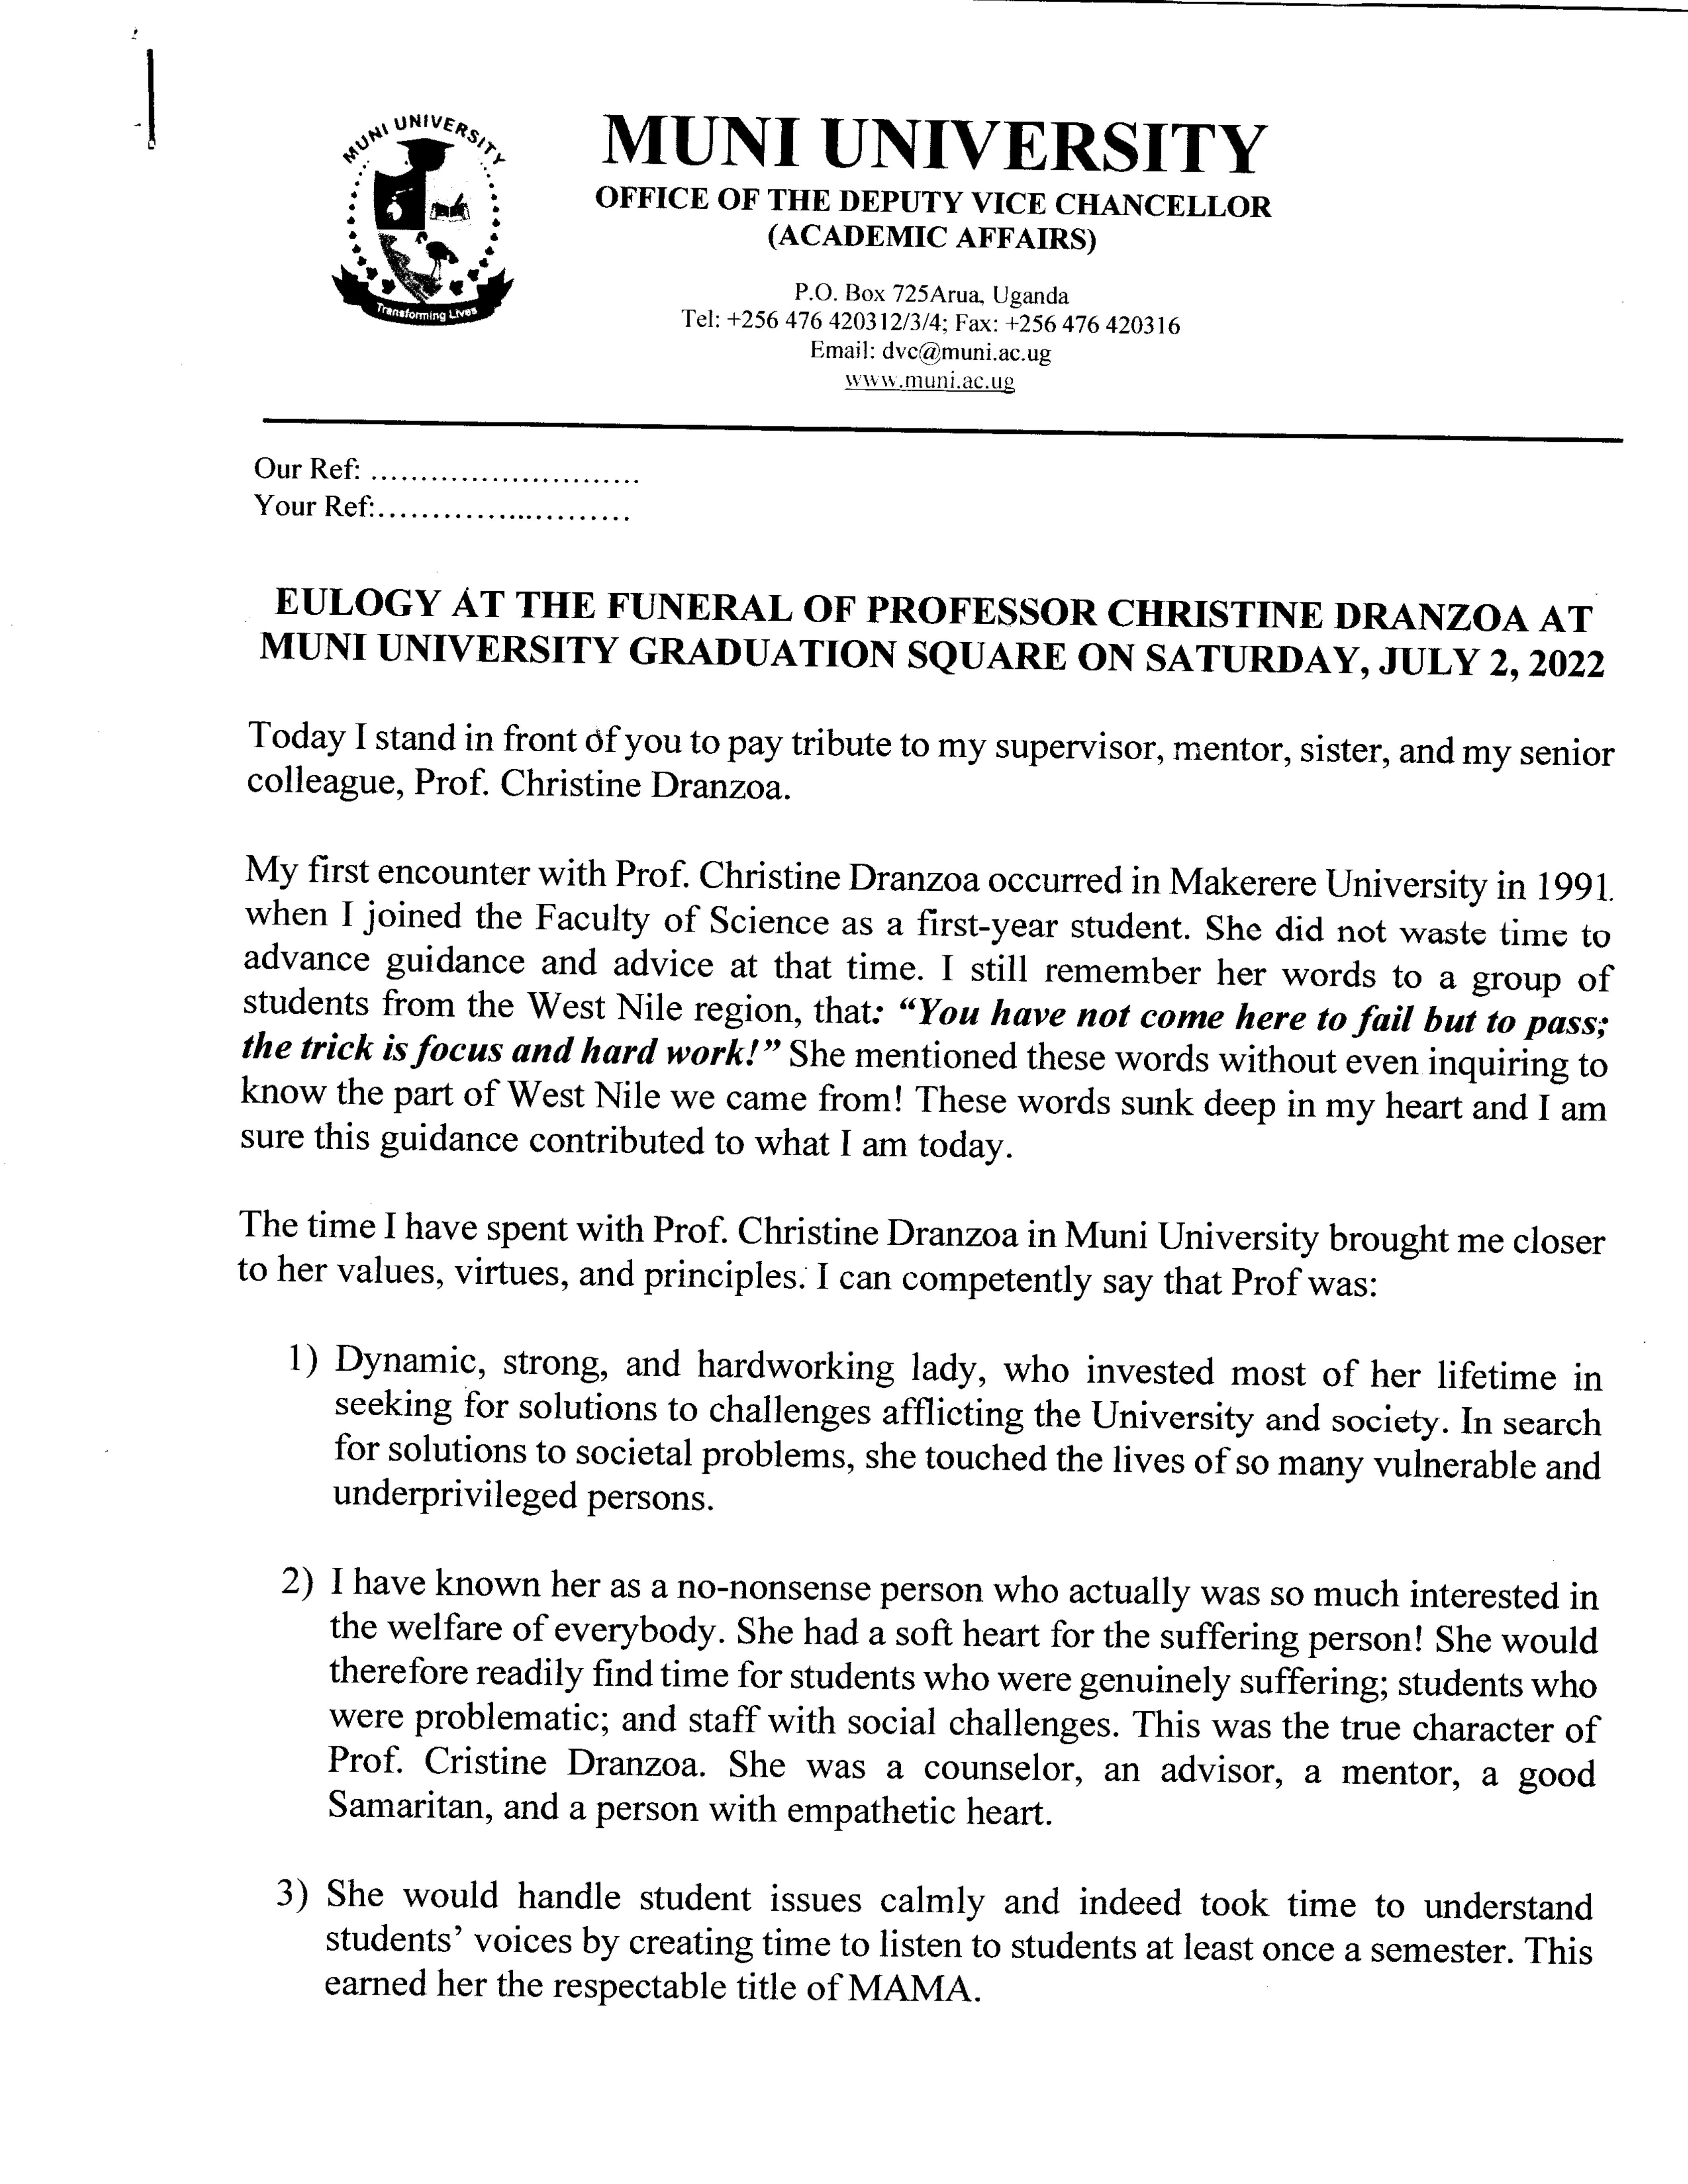 MUNI UNIVERSITY
Transforming Lives
MUNI UNIVERSITY
OFFICE OF THE DEPUTY VICE CHANCELLOR
(ACADEMIC AFFAIRS)
P.O. Box 725Arua, Uganda
Tel: +256 476 420312/3/4; Fax: +256 476 420316
Email: dvc@muni.ac.ug
www.muni.ac.ug
Our Ref: ...........................
Your Ref:..........................
EULOGY AT THE FUNERAL OF PROFESSOR CHRISTINE DRANZOA AT
MUNI UNIVERSITY GRADUATION SQUARE ON SATURDAY, JULY 2, 2022
Today I stand in front of you to pay tribute to my supervisor, mentor, sister, and my senior
colleague, Prof. Christine Dranzoa.
My first encounter with Prof. Christine Dranzoa occurred in Makerere University in 1991.
when I joined the Faculty of Science as a first-year student. She did not waste time to
advance guidance and advice at that time. I still remember her words to a group of
students from the West Nile region, that: “You have not come here to fail but to pass;
the trick is focus and hard work!” She mentioned these words without even inquiring to
know the part of West Nile we came from! These words sunk deep in my heart and I am
sure this guidance contributed to what I am today.
The time I have spent with Prof. Christine Dranzoa in Muni University brought me closer
to her values, virtues, and principles. I can competently say that Prof was:
1) Dynamic, strong, and hardworking lady, who invested most of her lifetime in
seeking for solutions to challenges afflicting the University and society. In search
for solutions to societal problems, she touched the lives of so many vulnerable and
underprivileged persons.
2) I have known her as a no-nonsense person who actually was so much interested in
the welfare of everybody. She had a soft heart for the suffering person! She would
therefore readily find time for students who were genuinely suffering; students who
were problematic; and staff with social challenges. This was the true character of
Prof. Cristine Dranzoa. She was a counselor, an advisor, a mentor, a good
Samaritan, and a person with empathetic heart.
3) She would handle student issues calmly and indeed took time to understand
students’ voices by creating time to listen to students at least once a semester. This
earned her the respectable title of MAMA.